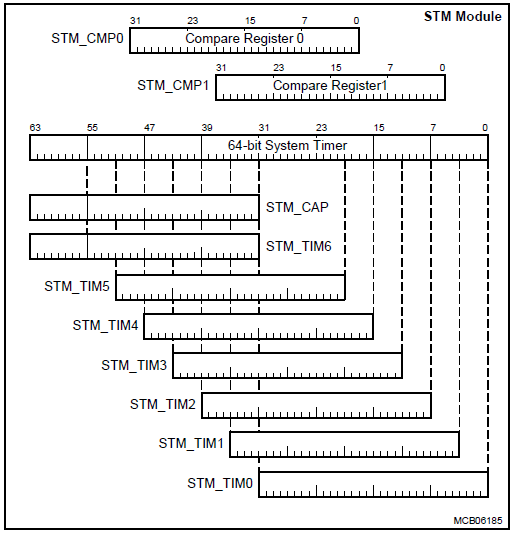 STM Module
31 23 15 7 0
STM_CMP0 Compare Register 0
31 23 15 7 0
STM_CMP1 Compare Register1
63 55 47 39 31 23 15 7 0
64-bit System Timer
STM_CAP
STM_TIM6
STM_TIM5
STM_TIM4
STM_TIM3
STM_TIM2
STM_TIM1
STM_TIM0
MCB06185